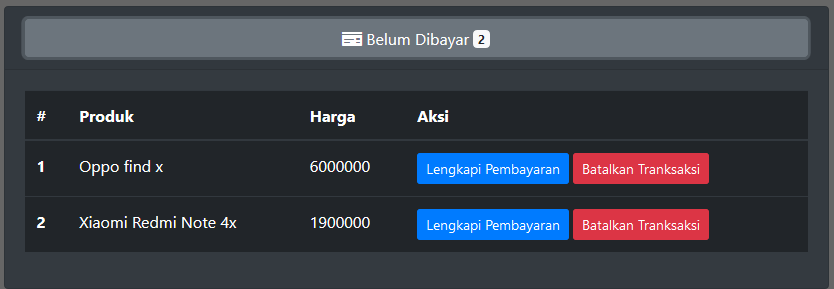 Belum Dibayar 2
# Produk Harga Aksi
1 Oppo find x 6000000 Lengkapi Pembayaran Batalkan Tranksaksi
2 Xiaomi Redmi Note 4x 1900000 Lengkapi Pembayaran Batalkan Tranksaksi